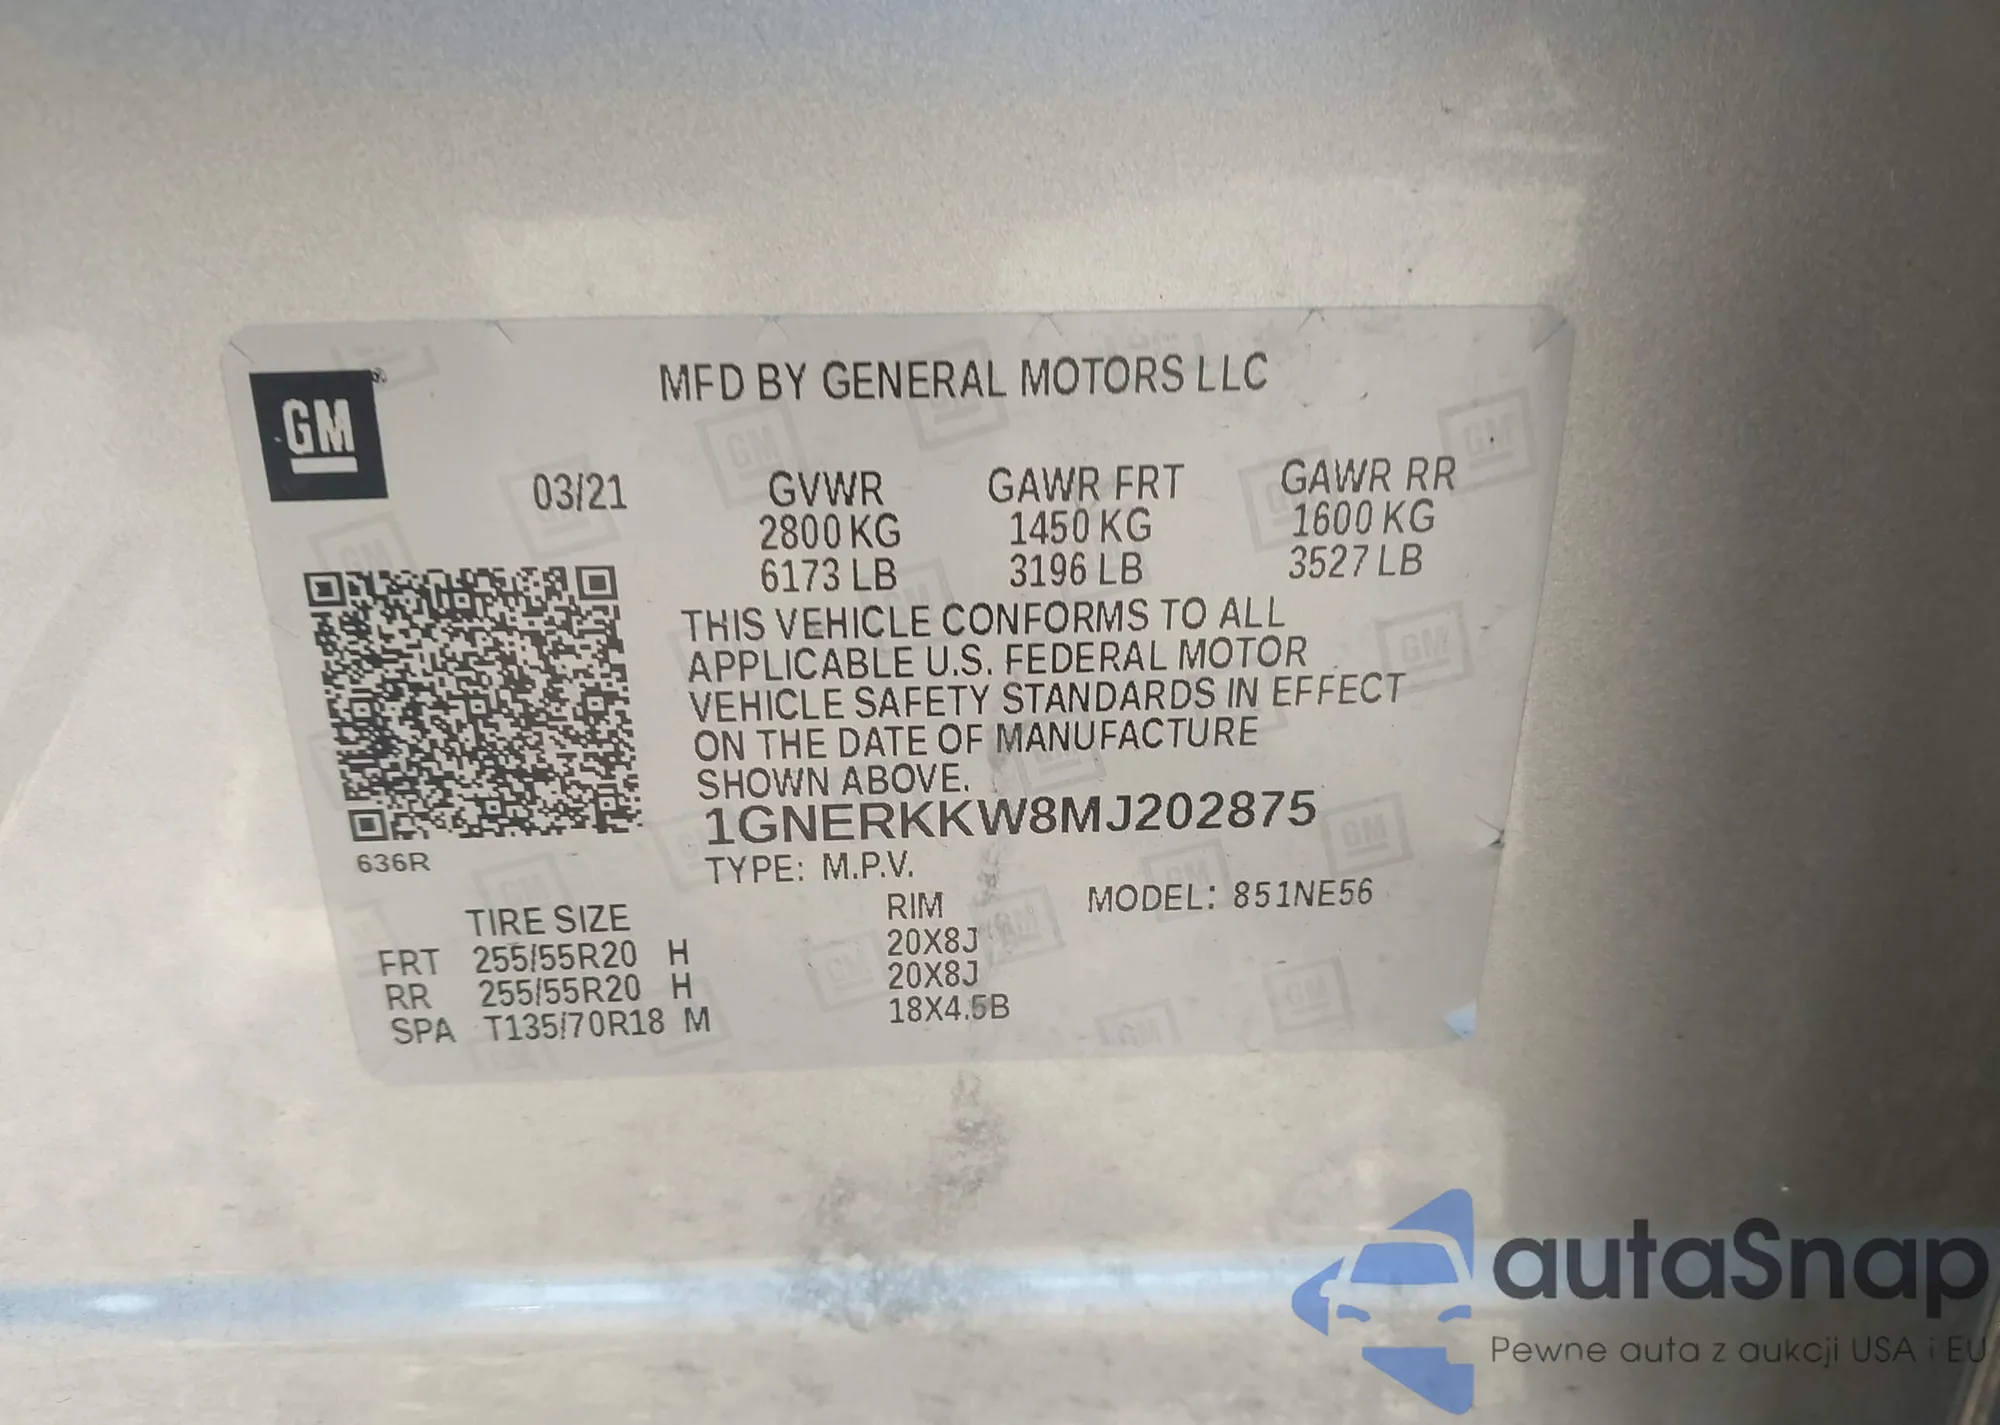 GM
MFD BY GENERAL MOTORS LLC
03/21 GVWR GAWR FRT GAWR RR
2800 KG 1450 KG 1600 KG
6173 LB 3196 LB 3527 LB
THIS VEHICLE CONFORMS TO ALL
APPLICABLE U.S. FEDERAL MOTOR
VEHICLE SAFETY STANDARDS IN EFFECT
ON THE DATE OF MANUFACTURE
SHOWN ABOVE.
1GNERKKW8MJ202875
636R
TYPE: M.P.V.
TIRE SIZE RIM MODEL: 851NE56
FRT 255/55R20 H 20X8J
RR 255/55R20 H 20X8J
SPA T135/70R18 M 18X4.5B
autaSnap
Pewne auta z aukcji USA i EU